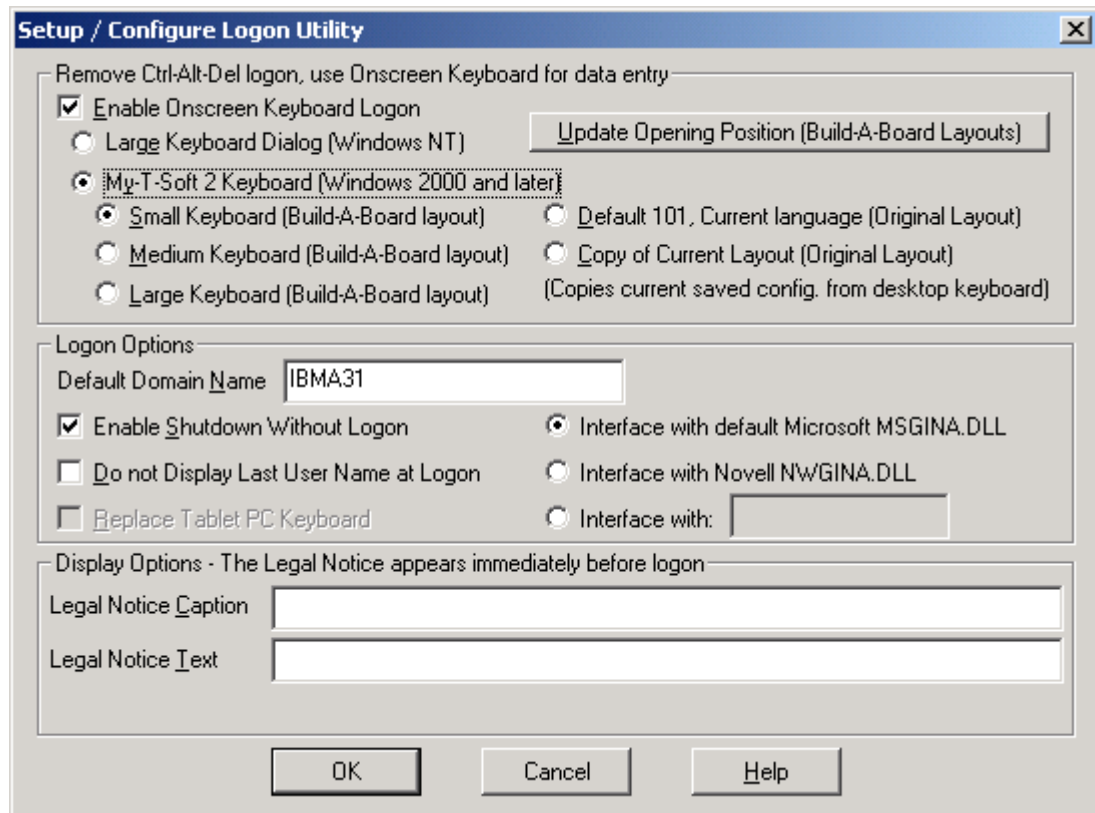 Setup / Configure Logon Utility
Remove Ctrl-Alt-Del logon, use Onscreen Keyboard for data entry
Enable Onscreen Keyboard Logon
Large Keyboard Dialog (Windows NT)
Update Opening Position (Build-A-Board Layouts)
My-T-Soft 2 Keyboard (Windows 2000 and later)
Small Keyboard (Build-A-Board layout)
Default 101, Current language (Original Layout)
Medium Keyboard (Build-A-Board layout)
Copy of Current Layout (Original Layout)
Large Keyboard (Build-A-Board layout)
(Copies current saved config. from desktop keyboard)
Logon Options
Default Domain Name
IBMA31
Enable Shutdown Without Logon
Interface with default Microsoft MSGINA.DLL
Do not Display Last User Name at Logon
Interface with Novell NWGINA.DLL
Replace Tablet PC Keyboard
Interface with:
Display Options - The Legal Notice appears immediately before logon
Legal Notice Caption
Legal Notice Text
OK
Cancel
Help